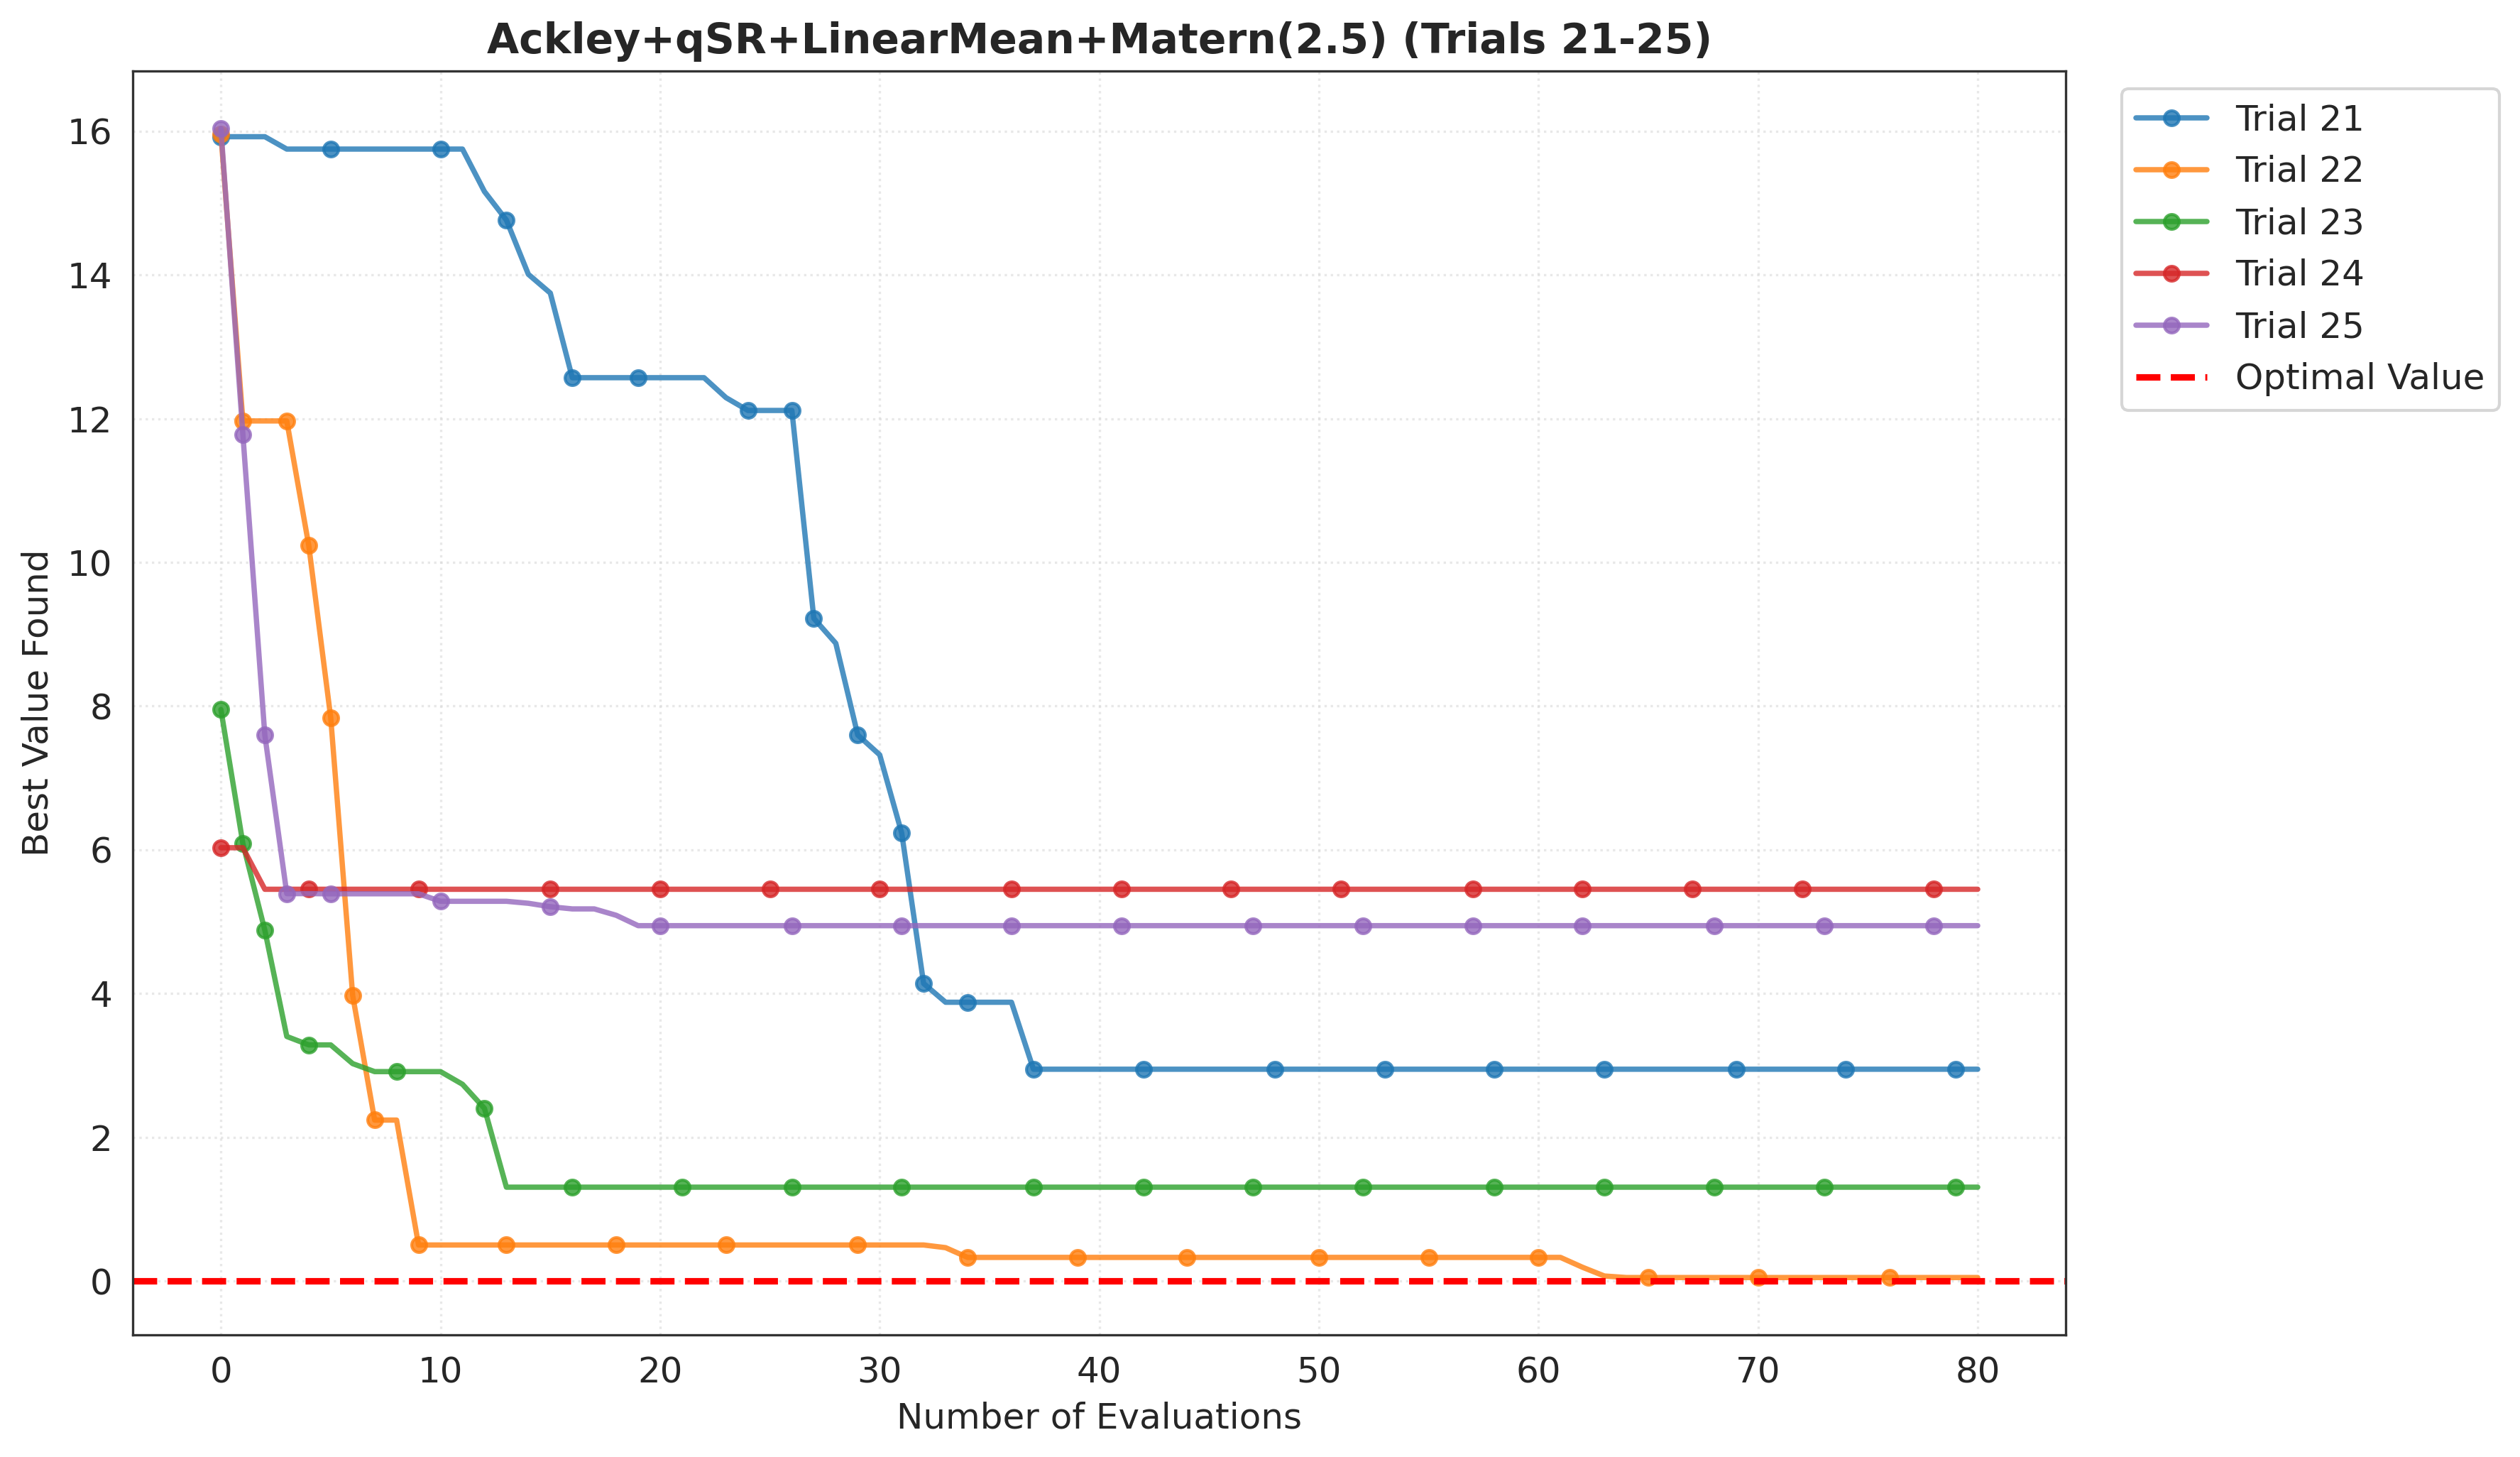 Ackley+qSR+LinearMean+Matern(2.5) (Trials 21-25)
Best Value Found
16
14
12
10
8
6
4
2
0
0 10 20 30 40 50 60 70 80
Number of Evaluations
Trial 21
Trial 22
Trial 23
Trial 24
Trial 25
Optimal Value